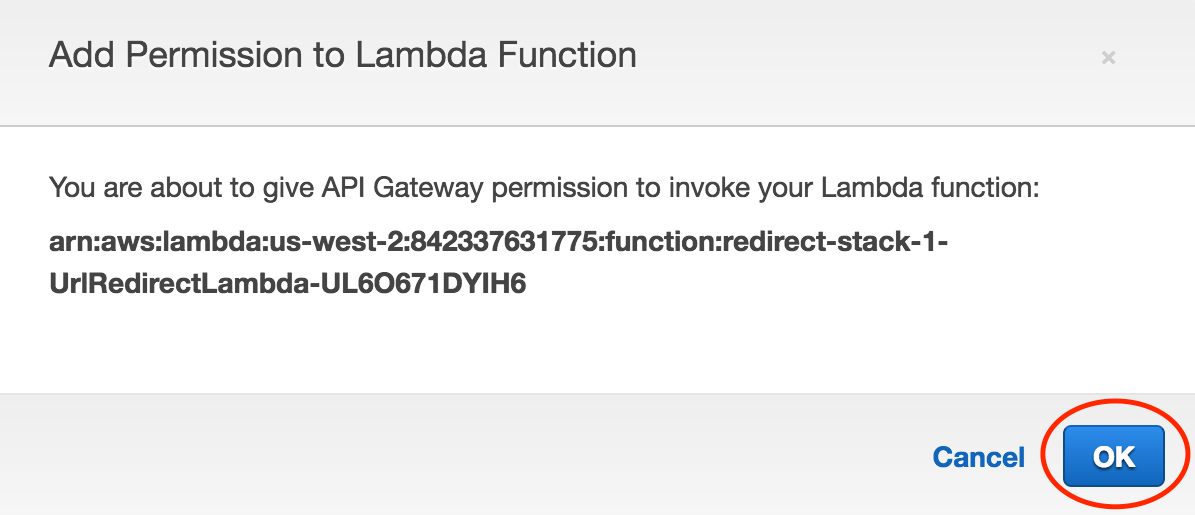 Add Permission to Lambda Function
×
You are about to give API Gateway permission to invoke your Lambda function:
arn:aws:lambda:us-west-2:842337631775:function:redirect-stack-1-
UrlRedirectLambda-UL6O671DYIH6
Cancel
OK